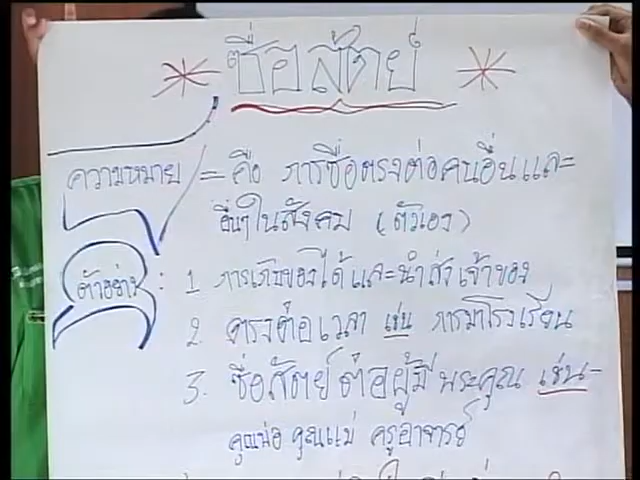 ซื่อสัตย์
ความหมาย = คือ การซื่อตรงต่อคนอื่นและ
อื่นๆในสังคม (ตัวเอง)
ตัวอย่าง : 1 การเก็บของได้และนำส่งเจ้าของ
2. ตรงต่อเวลา เช่น การมาโรงเรียน
3. ซื่อสัตย์ ต่อผู้มีพระคุณ เช่น-
คุณพ่อ คุณแม่ ครูอาจารย์